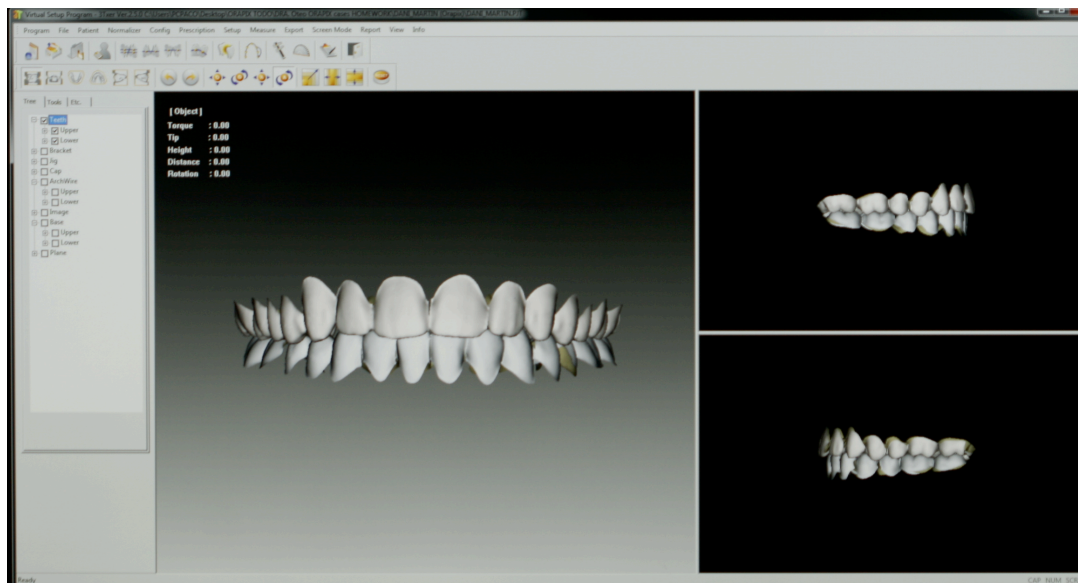 Virtual Setup Program
Program File Patient Normalizer Config Prescription Setup Measure Export Screen Mode Report View Info
Tree Tools Etc.
Teeth
Upper
Lower
Bracket
Jig
Cap
ArchWire
Upper
Lower
Image
Base
Upper
Lower
Plane
[ Object ]
Torque : 0.00
Tip : 0.00
Height : 0.00
Distance : 0.00
Rotation : 0.00
Ready
CAP NUM SCR